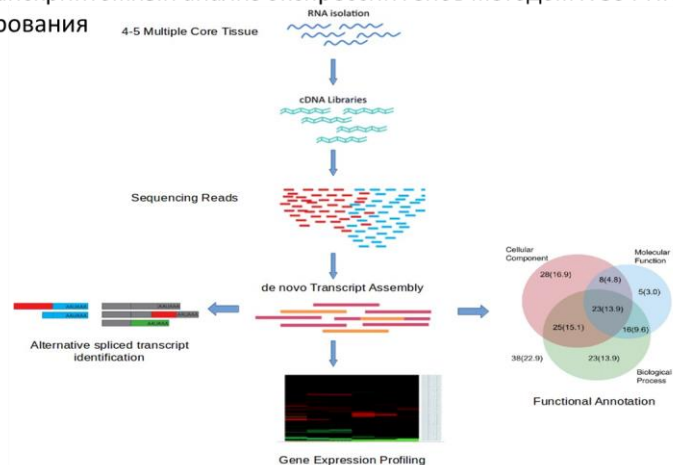 рования
RNA isolation
4-5 Multiple Core Tissue
cDNA Libraries
Sequencing Reads
de novo Transcript Assembly
Alternative spliced transcript
identification
Gene Expression Profiling
Cellular
Component
Molecular
Function
28(16.9)
8(4.8)
5(3.0)
23(13.9)
25(15.1)
16(9.6)
38(22.9)
23(13.9)
Biological
Process
Functional Annotation